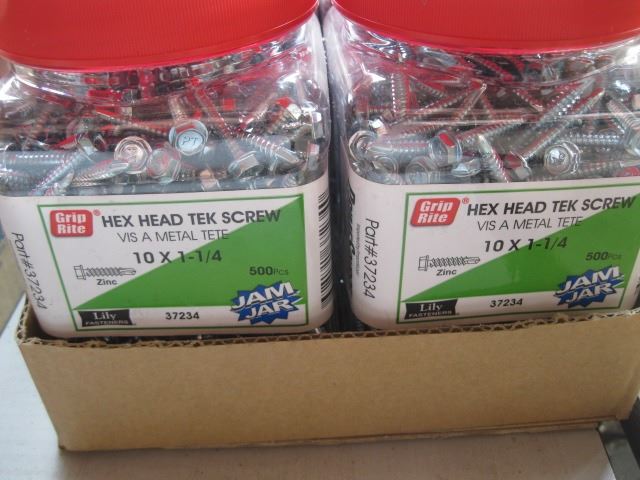 Grip Rite® HEX HEAD TEK SCREW
VIS A METAL TETE
10 X 1-1/4
500Pcs
Zinc
JAM JAR
Lily FASTENERS
37234
Part#37234
PT
Grip Rite® HEX HEAD TEK SCREW
VIS A METAL TETE
10 X 1-1/4
500Pcs
Zinc
JAM JAR
Lily FASTENERS
37234
Part#37234